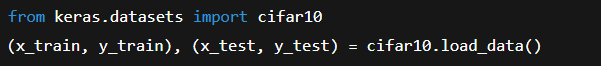 from keras.datasets import cifar10
(x_train, y_train), (x_test, y_test) = cifar10.load_data()